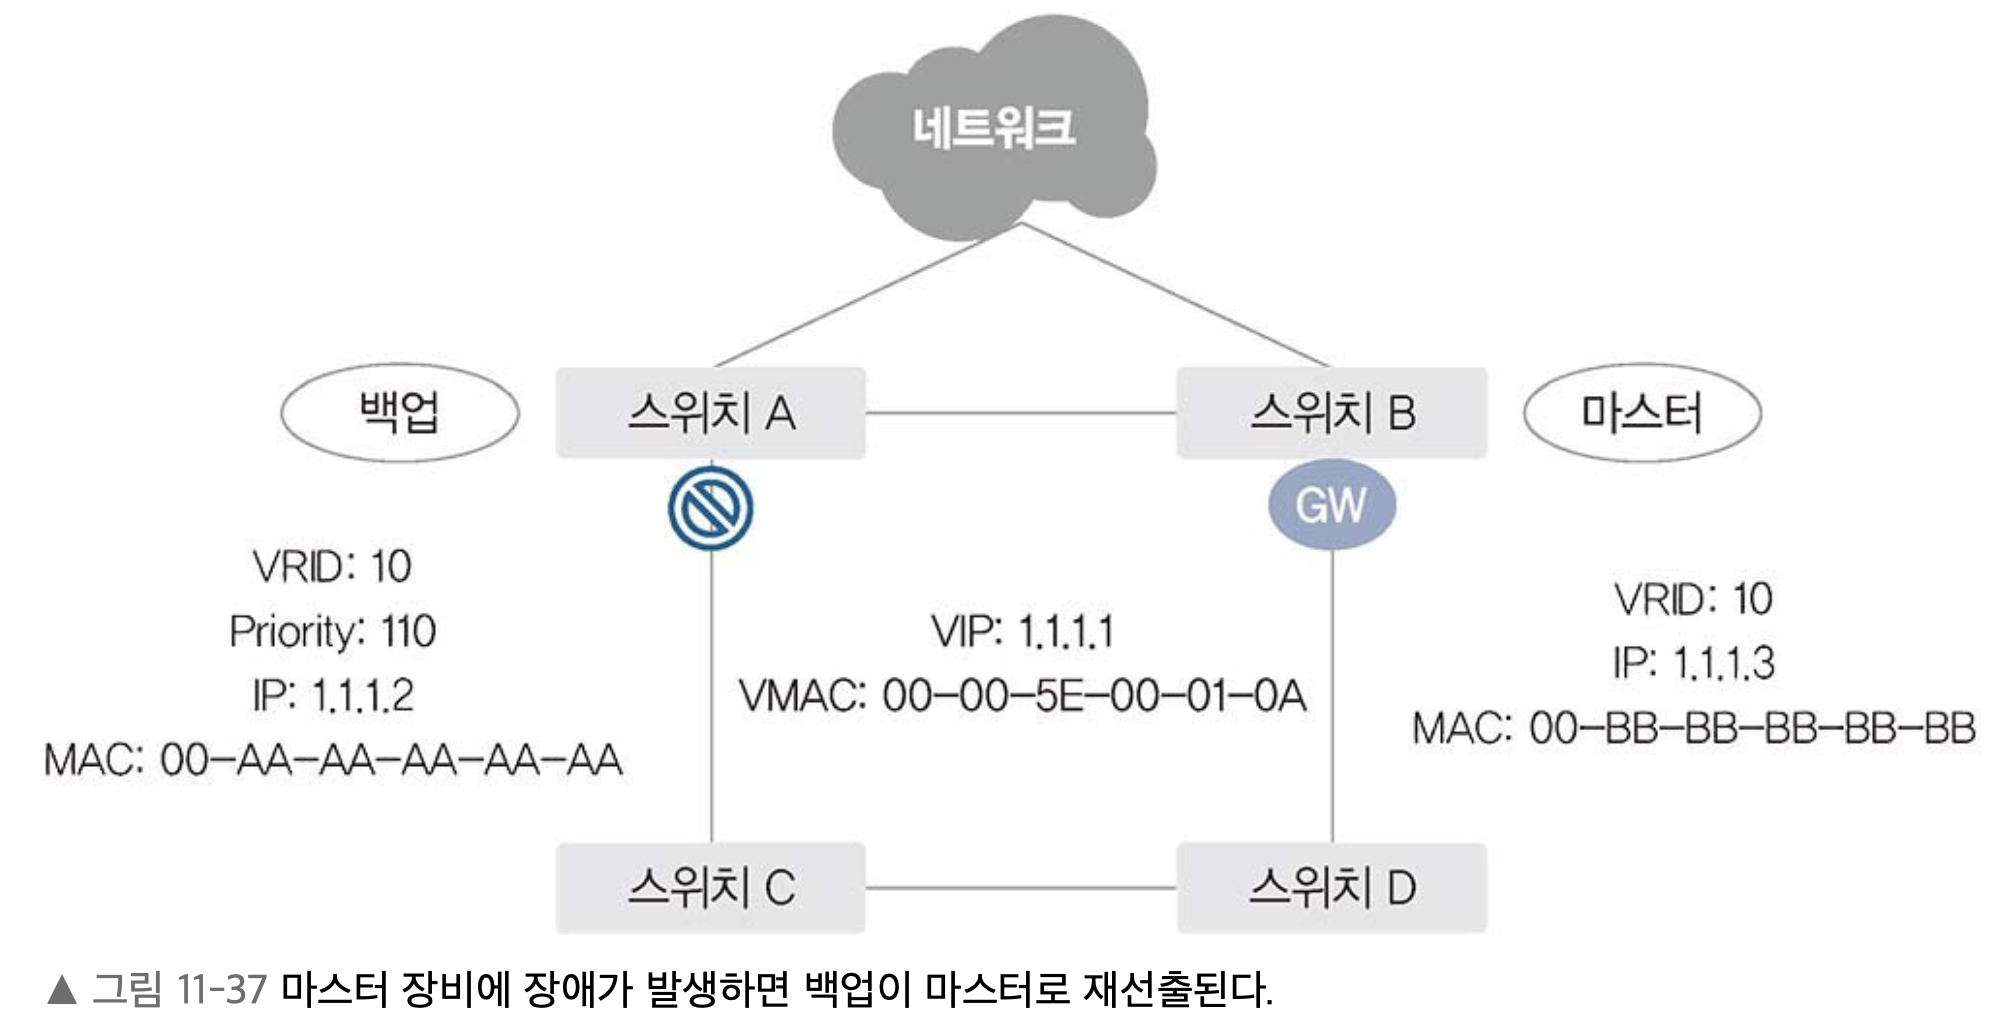 네트워크
백업
스위치 A
스위치 B
마스터
GW
VRID: 10
Priority: 110
IP: 1.1.1.2
MAC: 00-AA-AA-AA-AA-AA
VIP: 1.1.1.1
VMAC: 00-00-5E-00-01-0A
VRID: 10
IP: 1.1.1.3
MAC: 00-BB-BB-BB-BB-BB
스위치 C
스위치 D
▲ 그림 11-37 마스터 장비에 장애가 발생하면 백업이 마스터로 재선출된다.